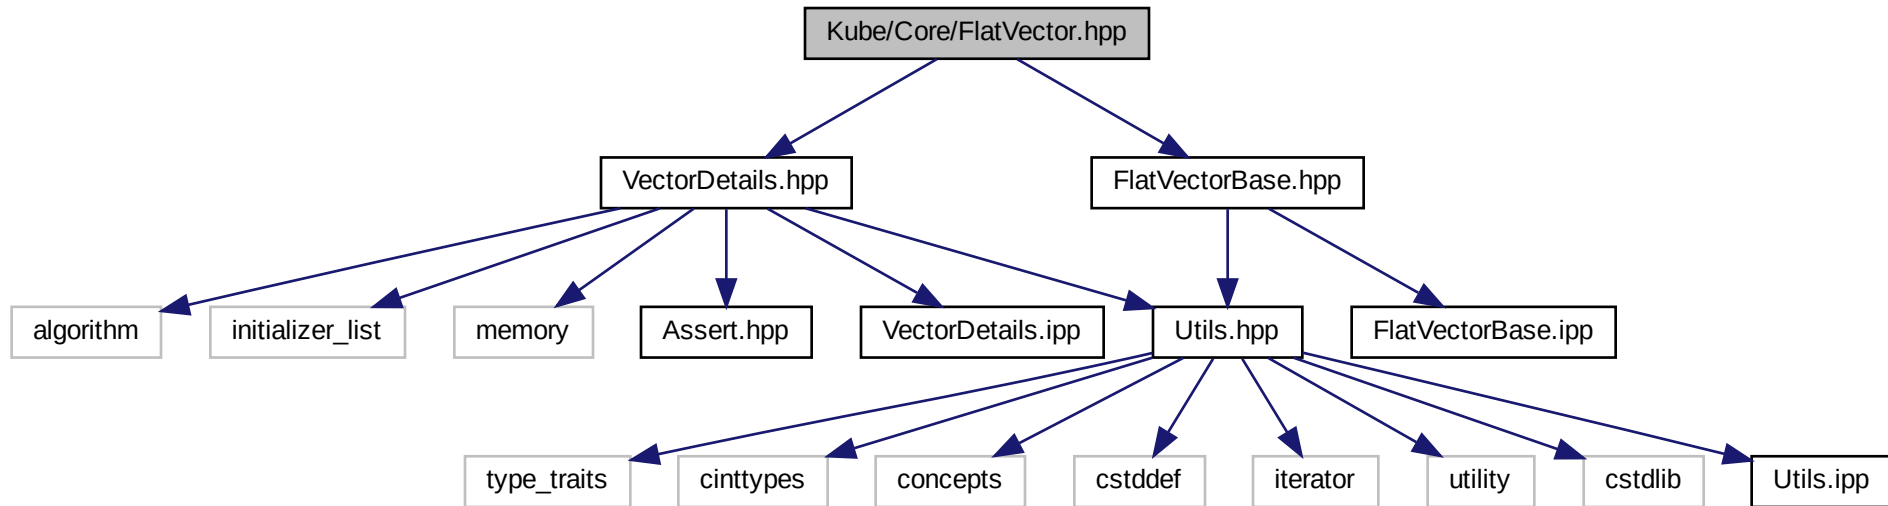 Kube/Core/FlatVector.hpp
VectorDetails.hpp
FlatVectorBase.hpp
algorithm
initializer_list
memory
Assert.hpp
VectorDetails.ipp
Utils.hpp
FlatVectorBase.ipp
type_traits
cinttypes
concepts
cstddef
iterator
utility
cstdlib
Utils.ipp